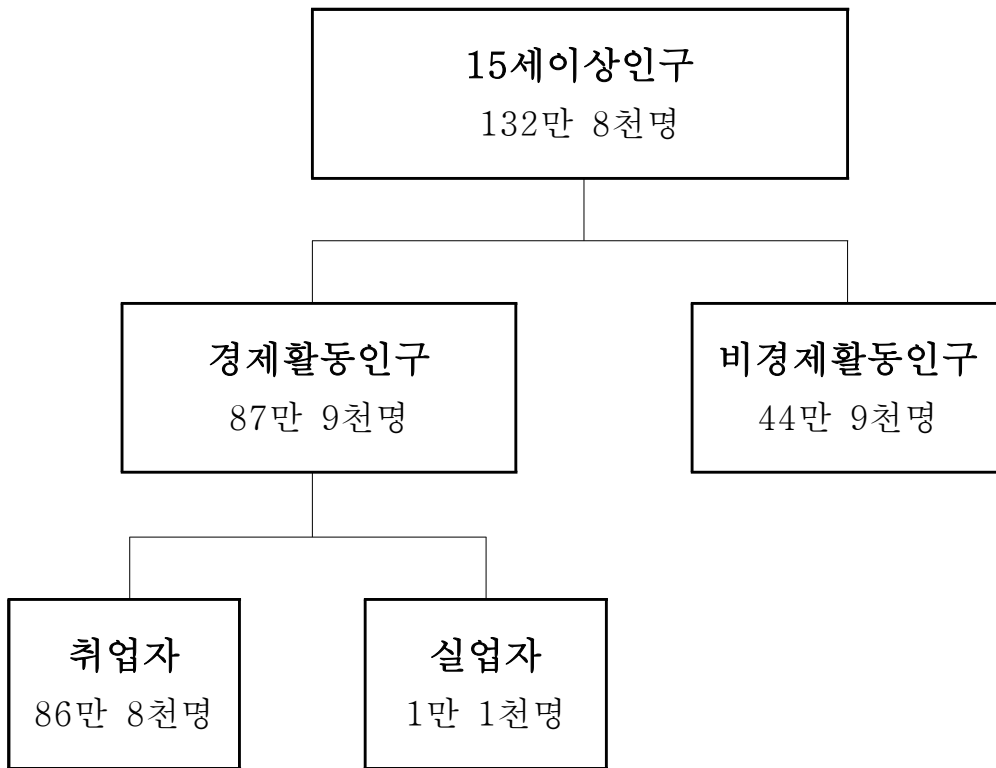 15세이상인구
132만 8천명
경제활동인구
87만 9천명
비경제활동인구
44만 9천명
취업자
86만 8천명
실업자
1만 1천명